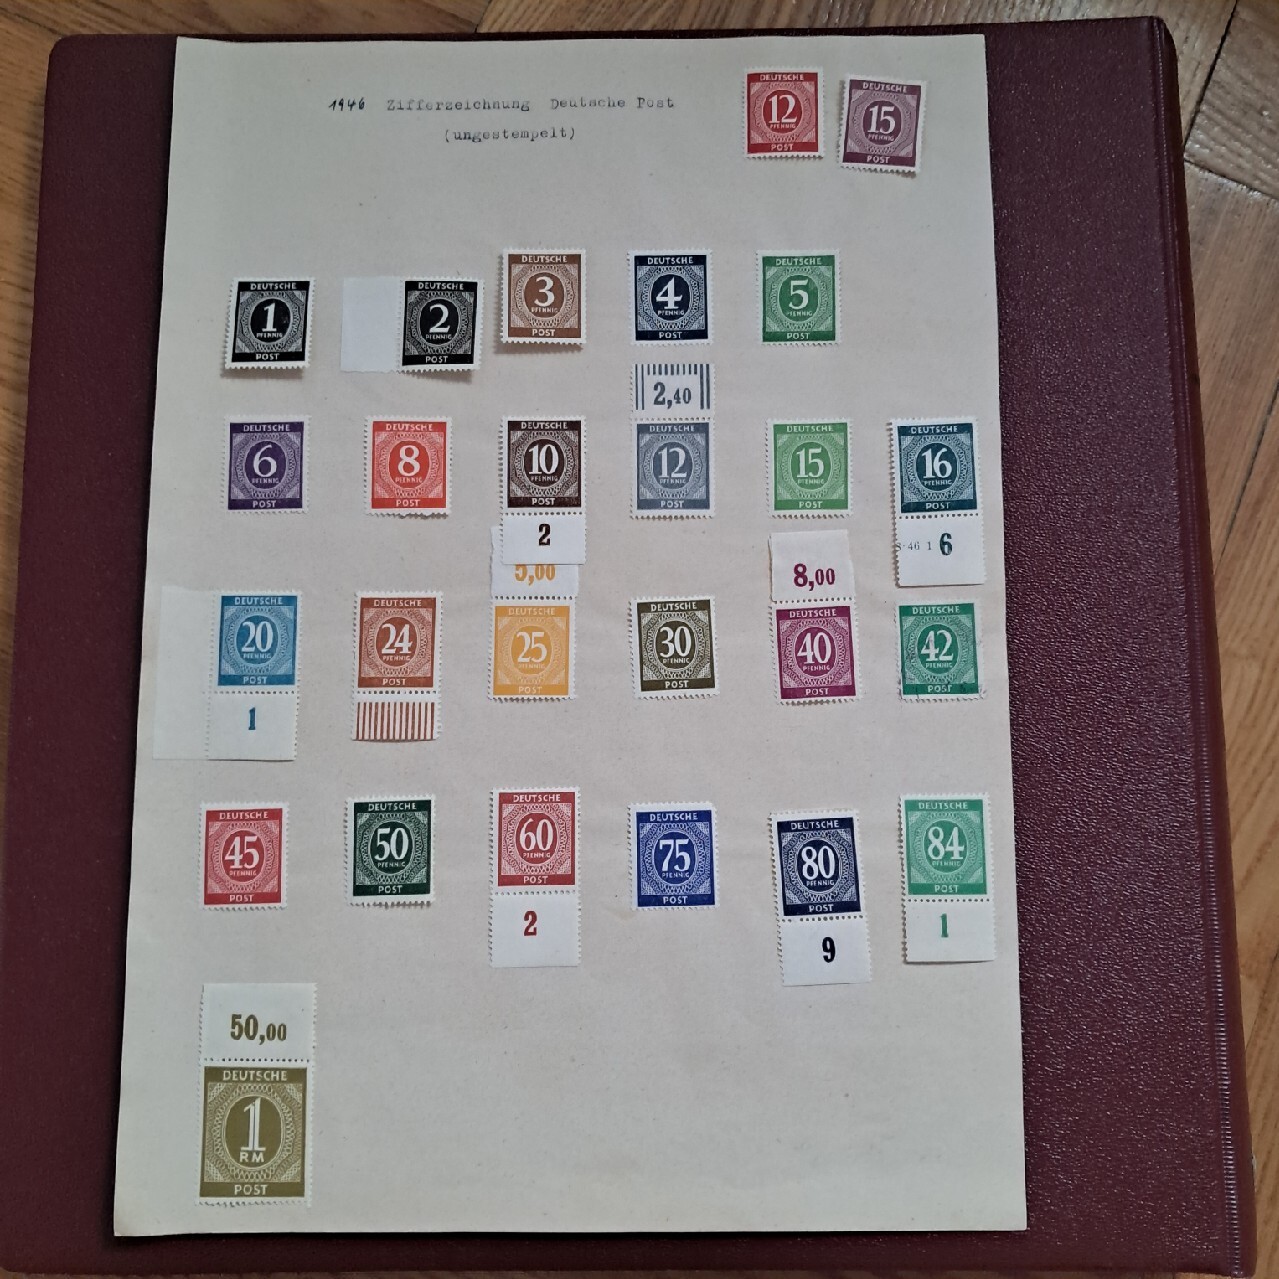 1946 Zifferzeichnung Deutsche Post
(ungestempelt)
DEUTSCHE
12
PFENNIG
POST
DEUTSCHE
15
PFENNIG
POST
DEUTSCHE
1
PFENNIG
POST
DEUTSCHE
2
PFENNIG
POST
DEUTSCHE
3
PFENNIG
POST
DEUTSCHE
4
PFENNIG
POST
DEUTSCHE
5
PFENNIG
POST
DEUTSCHE
6
PFENNIG
POST
DEUTSCHE
8
PFENNIG
POST
DEUTSCHE
10
PFENNIG
POST
2
2,40
DEUTSCHE
12
PFENNIG
POST
DEUTSCHE
15
PFENNIG
POST
DEUTSCHE
16
PFENNIG
POST
46 1 6
DEUTSCHE
20
PFENNIG
POST
1
DEUTSCHE
24
PFENNIG
POST
5,00
DEUTSCHE
25
PFENNIG
POST
DEUTSCHE
30
PFENNIG
POST
8,00
DEUTSCHE
40
PFENNIG
POST
DEUTSCHE
42
PFENNIG
POST
DEUTSCHE
45
PFENNIG
POST
DEUTSCHE
50
PFENNIG
POST
DEUTSCHE
60
PFENNIG
POST
2
DEUTSCHE
75
PFENNIG
POST
DEUTSCHE
80
PFENNIG
POST
9
DEUTSCHE
84
PFENNIG
POST
1
50,00
DEUTSCHE
1
RM
POST